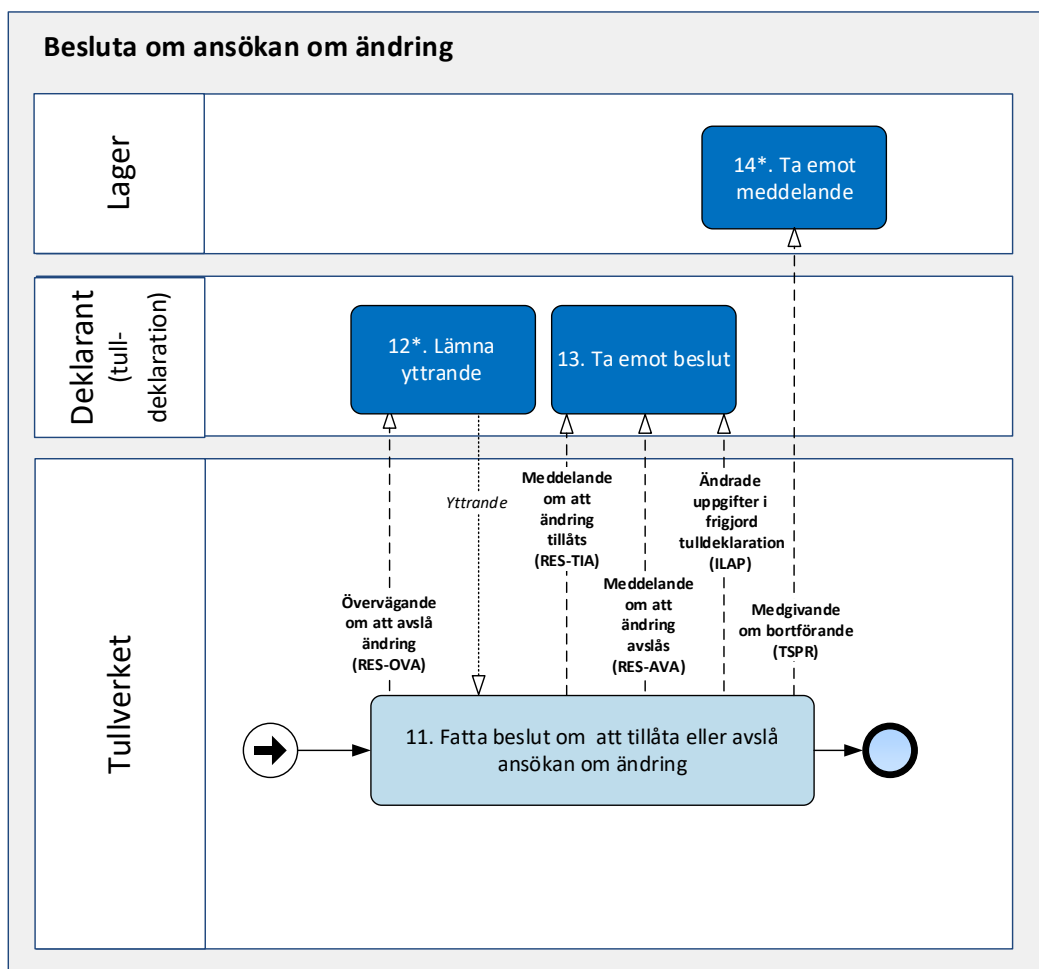 Besluta om ansökan om ändring
Lager
14*. Ta emot
meddelande
Deklarant
(tull-
deklaration)
12*. Lämna
yttrande
13. Ta emot beslut
Tullverket
Övervägande
om att avslå
ändring
(RES-OVA)
Yttrande
Meddelande
om att
ändring
tillåts
(RES-TIA)
Meddelande
om att
ändring
avslås
(RES-AVA)
Ändrade
uppgifter i
frigjord
tulldeklaration
(ILAP)
Medgivande
om bortförande
(TSPR)
11. Fatta beslut om  att tillåta eller avslå
ansökan om ändring